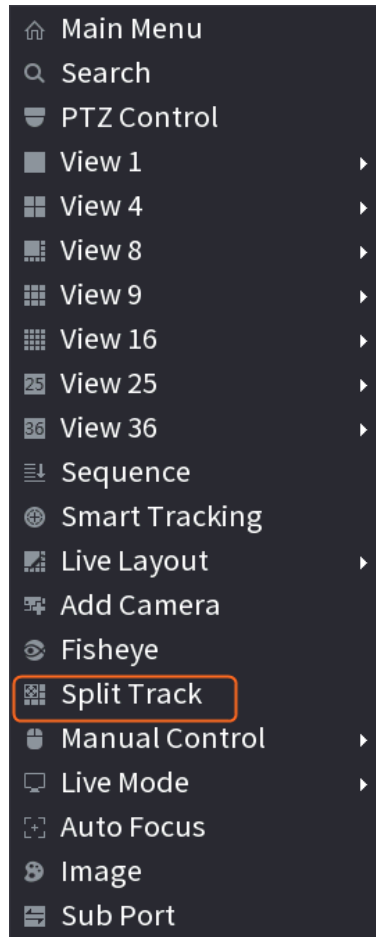 Main Menu
Search
PTZ Control
View 1
View 4
View 8
View 9
View 16
25 View 25
36 View 36
Sequence
Smart Tracking
Live Layout
Add Camera
Fisheye
Split Track
Manual Control
Live Mode
Auto Focus
Image
Sub Port